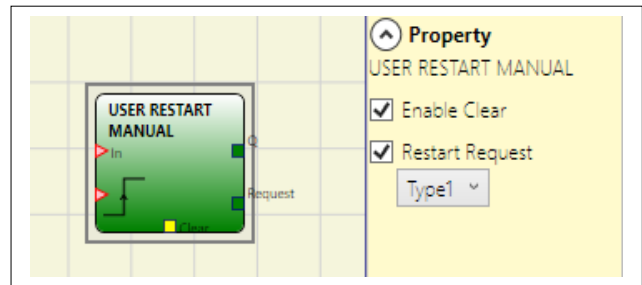 USER RESTART
MANUAL
In
Q
Request
Clear
Property
USER RESTART MANUAL
Enable Clear
Restart Request
Type1